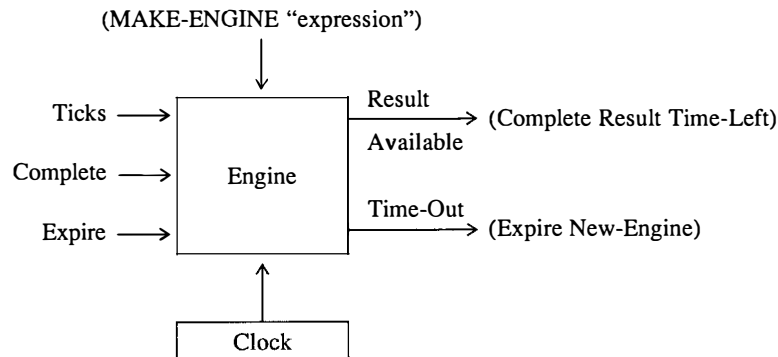 (MAKE-ENGINE “expression”)
Ticks
Complete
Expire
Engine
Result
Available
(Complete Result Time-Left)
Time-Out
(Expire New-Engine)
Clock